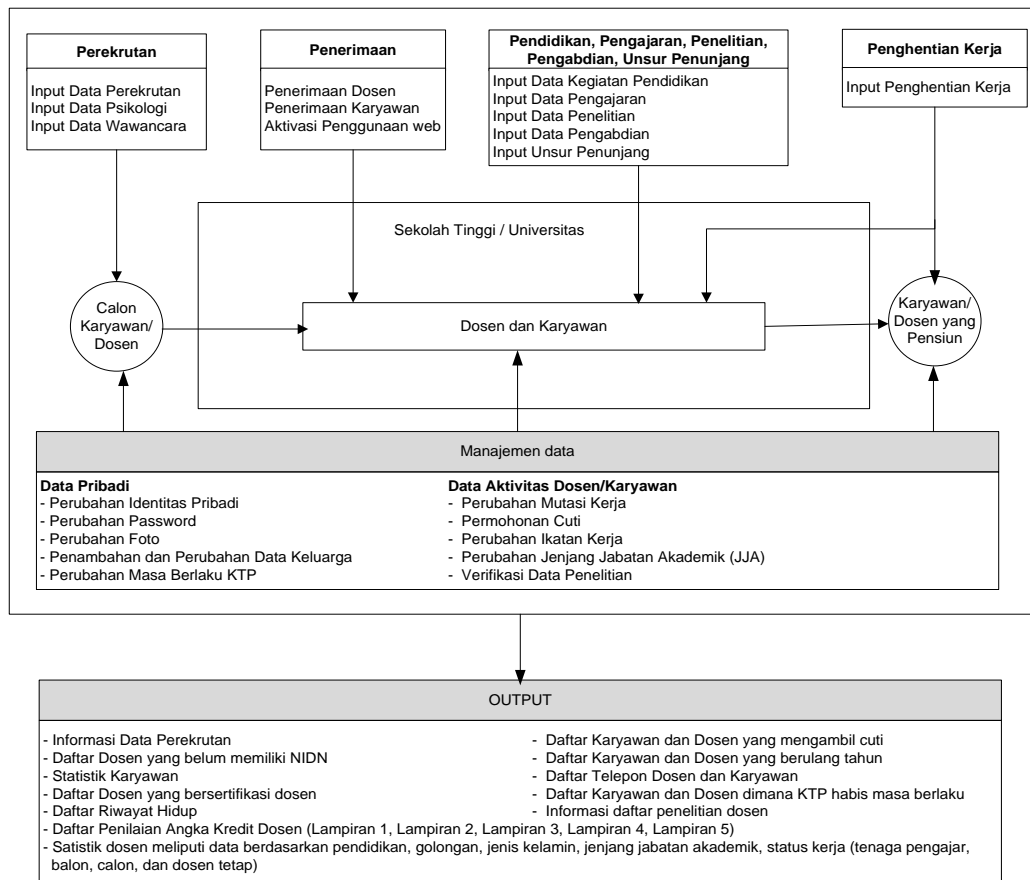 Perekrutan
Input Data Perekrutan
Input Data Psikologi
Input Data Wawancara
Penerimaan
Penerimaan Dosen
Penerimaan Karyawan
Aktivasi Penggunaan web
Pendidikan, Pengajaran, Penelitian,
Pengabdian, Unsur Penunjang
Input Data Kegiatan Pendidikan
Input Data Pengajaran
Input Data Penelitian
Input Data Pengabdian
Input Unsur Penunjang
Penghentian Kerja
Input Penghentian Kerja
Sekolah Tinggi / Universitas
Calon
Karyawan/
Dosen
Dosen dan Karyawan
Karyawan/
Dosen yang
Pensiun
Manajemen data
Data Pribadi
- Perubahan Identitas Pribadi
- Perubahan Password
- Perubahan Foto
- Penambahan dan Perubahan Data Keluarga
- Perubahan Masa Berlaku KTP
Data Aktivitas Dosen/Karyawan
- Perubahan Mutasi Kerja
- Permohonan Cuti
- Perubahan Ikatan Kerja
- Perubahan Jenjang Jabatan Akademik (JJA)
- Verifikasi Data Penelitian
OUTPUT
- Informasi Data Perekrutan
- Daftar Dosen yang belum memiliki NIDN
- Statistik Karyawan
- Daftar Dosen yang bersertifikasi dosen
- Daftar Riwayat Hidup
- Daftar Karyawan dan Dosen yang mengambil cuti
- Daftar Karyawan dan Dosen yang berulang tahun
- Daftar Telepon Dosen dan Karyawan
- Daftar Karyawan dan Dosen dimana KTP habis masa berlaku
- Informasi daftar penelitian dosen
- Daftar Penilaian Angka Kredit Dosen (Lampiran 1, Lampiran 2, Lampiran 3, Lampiran 4, Lampiran 5)
- Satistik dosen meliputi data berdasarkan pendidikan, golongan, jenis kelamin, jenjang jabatan akademik, status kerja (tenaga pengajar,
balon, calon, dan dosen tetap)